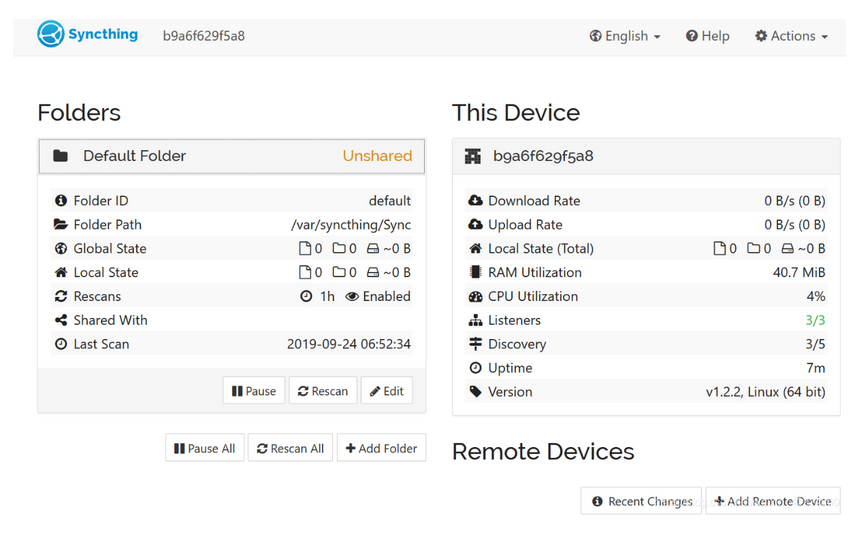 Syncthing b9a6f629f5a8 English Help Actions
Folders
Default Folder Unshared
Folder ID default
Folder Path /var/syncthing/Sync
Global State 0 0 ~0 B
Local State 0 0 ~0 B
Rescans 1h Enabled
Shared With
Last Scan 2019-09-24 06:52:34
Pause Rescan Edit
Pause All Rescan All Add Folder
This Device
b9a6f629f5a8
Download Rate 0 B/s (0 B)
Upload Rate 0 B/s (0 B)
Local State (Total) 0 0 ~0 B
RAM Utilization 40.7 MiB
CPU Utilization 4%
Listeners 3/3
Discovery 3/5
Uptime 7m
Version v1.2.2, Linux (64 bit)
Remote Devices
Recent Changes Add Remote Device